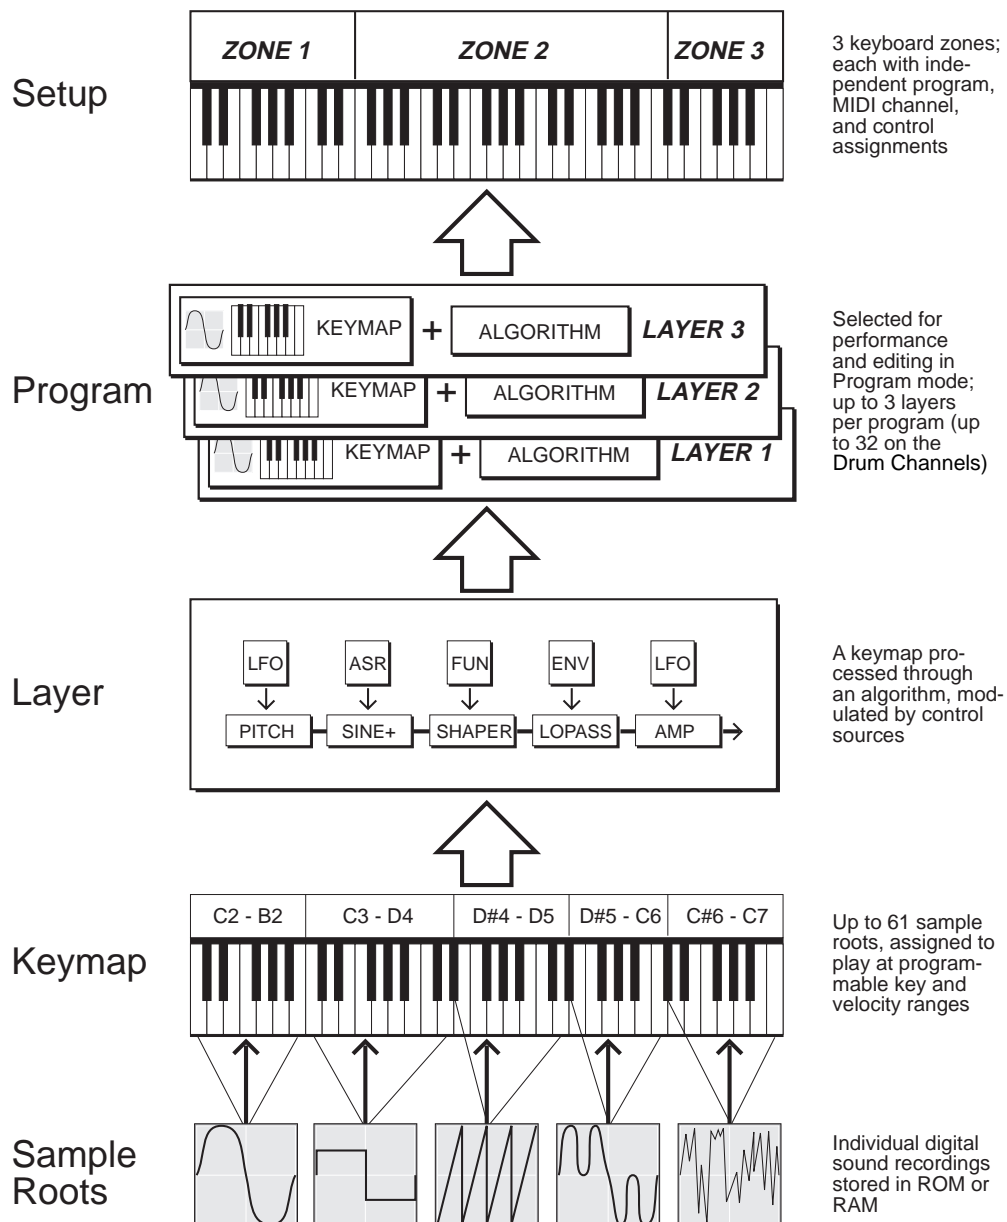 ZONE 1 ZONE 2 ZONE 3
Setup
3 keyboard zones;
each with inde-
pendent program,
MIDI channel,
and control
assignments
KEYMAP + ALGORITHM LAYER 3
KEYMAP + ALGORITHM LAYER 2
KEYMAP + ALGORITHM LAYER 1
Program
Selected for
performance
and editing in
Program mode;
up to 3 layers
per program (up
to 32 on the
Drum Channels)
LFO ASR FUN ENV LFO
PITCH SINE+ SHAPER LOPASS AMP
Layer
A keymap pro-
cessed through
an algorithm, mod-
ulated by control
sources
C2 - B2 C3 - D4 D#4 - D5 D#5 - C6 C#6 - C7
Keymap
Up to 61 sample
roots, assigned to
play at program-
mable key and
velocity ranges
Sample
Roots
Individual digital
sound recordings
stored in ROM or
RAM